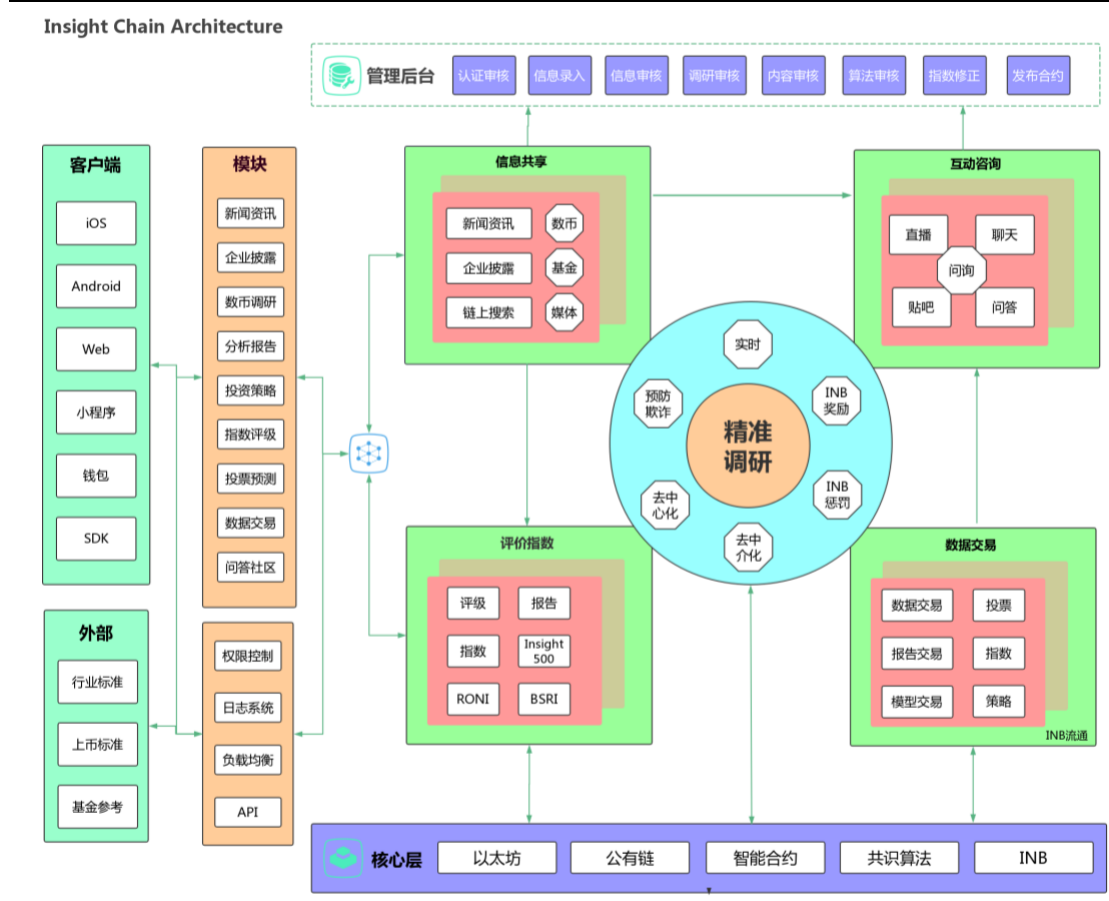 Insight Chain Architecture
管理后台
认证审核
信息录入
信息审核
调研审核
内容审核
算法审核
指数修正
发布合约
客户端
iOS
Android
Web
小程序
钱包
SDK
外部
行业标准
上币标准
基金参考
模块
新闻资讯
企业披露
数币调研
分析报告
投资策略
指数评级
投票预测
数据交易
问答社区
权限控制
日志系统
负载均衡
API
信息共享
新闻资讯
数币
企业披露
基金
链上搜索
媒体
互动咨询
直播
聊天
问询
贴吧
问答
实时
预防
欺诈
INB
奖励
精准
调研
去中
心化
INB
惩罚
去中
介化
评价指数
评级
报告
指数
Insight
500
RONI
BSRI
数据交易
数据交易
投票
报告交易
指数
模型交易
策略
INB流通
核心层
以太坊
公有链
智能合约
共识算法
INB